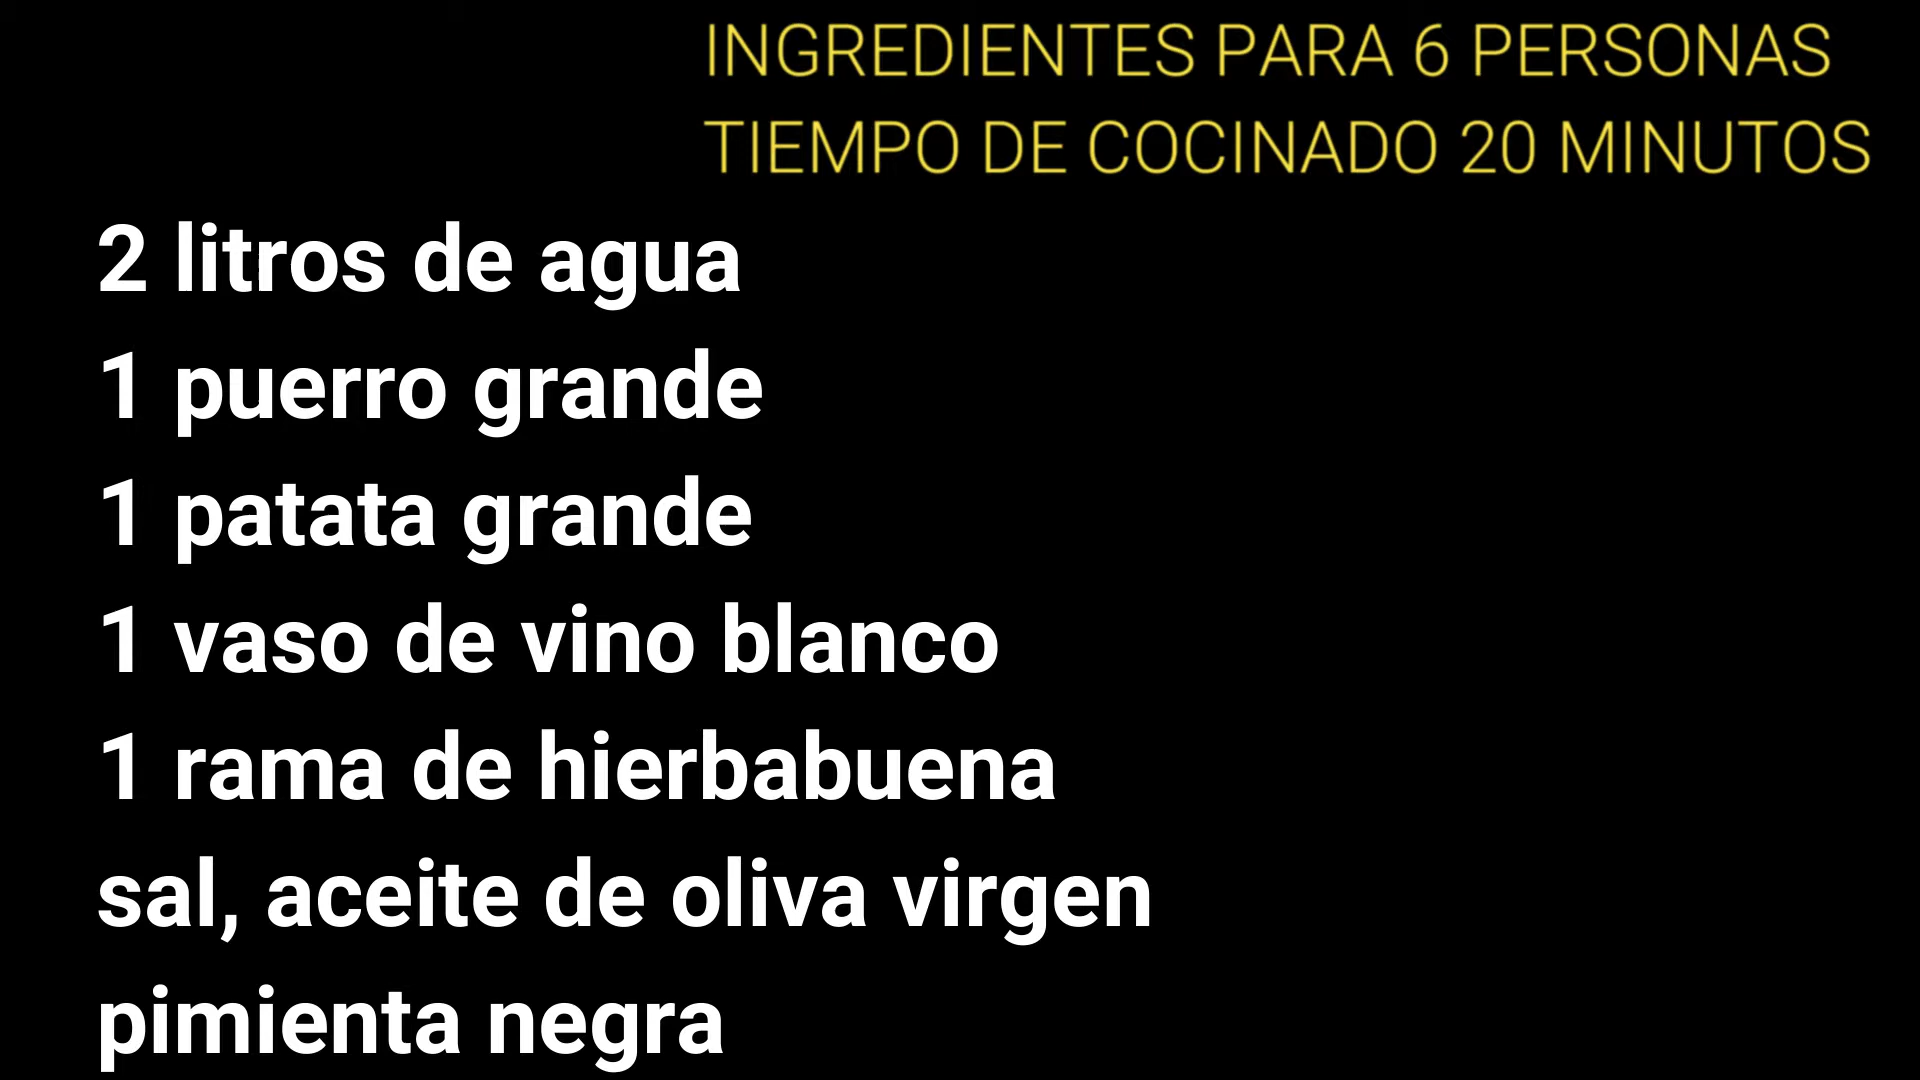 INGREDIENTES PARA 6 PERSONAS
TIEMPO DE COCINADO 20 MINUTOS
2 litros de agua
1 puerro grande
1 patata grande
1 vaso de vino blanco
1 rama de hierbabuena
sal, aceite de oliva virgen
pimienta negra